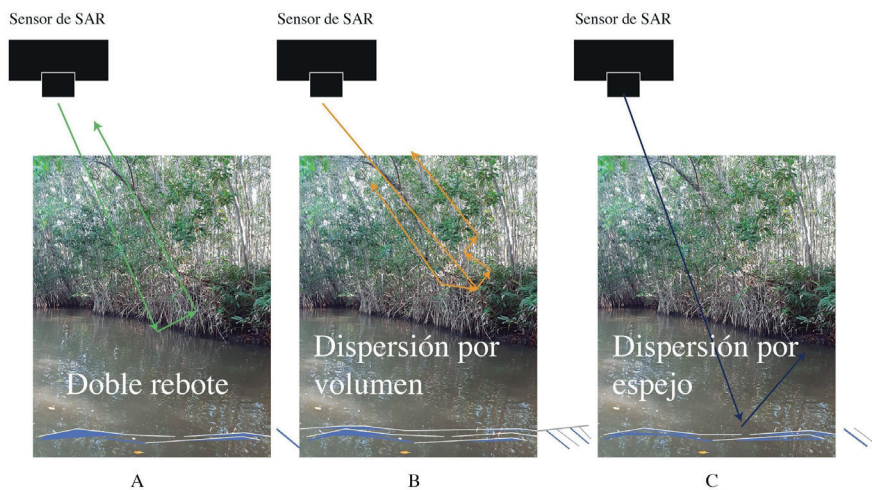 Sensor de SAR
Sensor de SAR
Sensor de SAR
Doble rebote
Dispersión por
volumen
Dispersión por
espejo
A
B
C